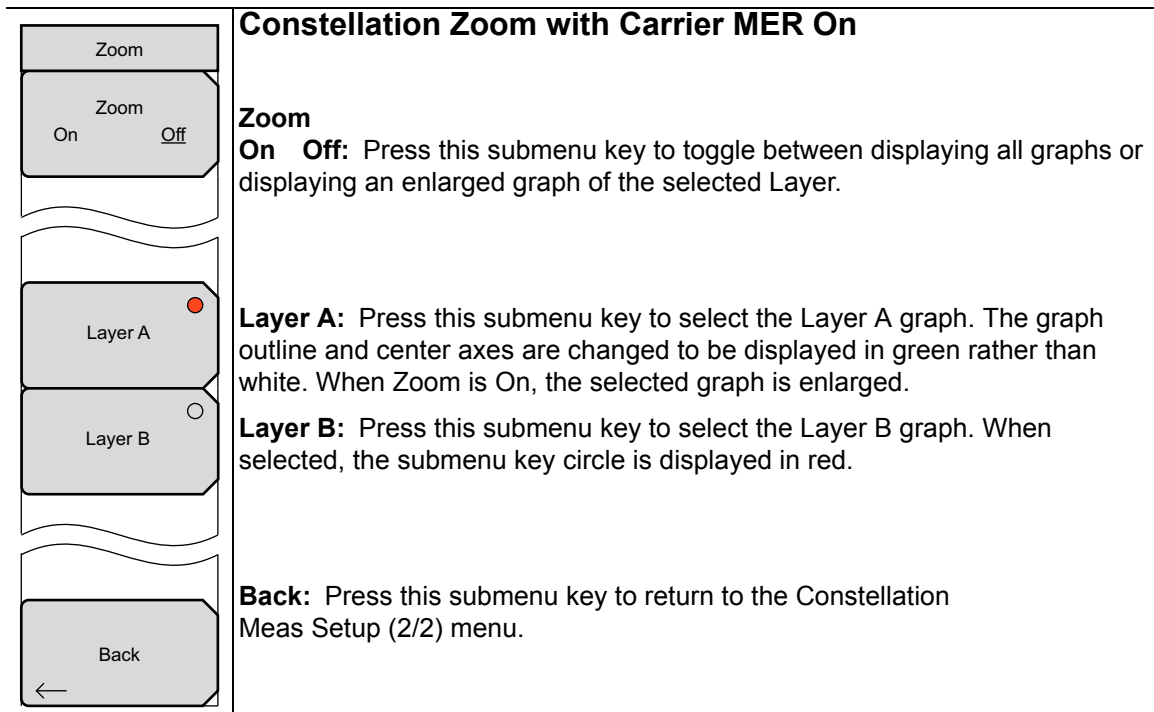 Zoom
Zoom
On Off
Layer A
Layer B
Back
Constellation Zoom with Carrier MER On
Zoom
On Off: Press this submenu key to toggle between displaying all graphs or
displaying an enlarged graph of the selected Layer.
Layer A: Press this submenu key to select the Layer A graph. The graph
outline and center axes are changed to be displayed in green rather than
white. When Zoom is On, the selected graph is enlarged.
Layer B: Press this submenu key to select the Layer B graph. When
selected, the submenu key circle is displayed in red.
Back: Press this submenu key to return to the Constellation
Meas Setup (2/2) menu.